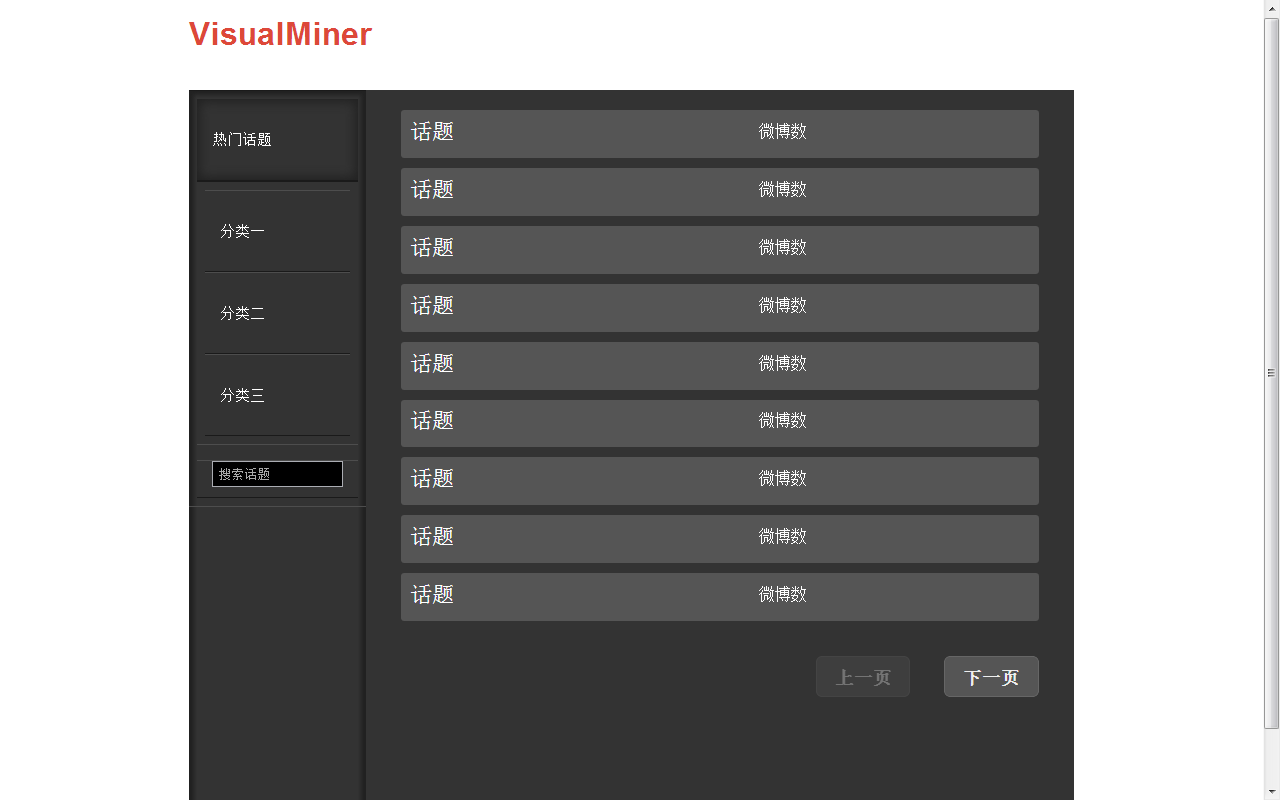 VisualMiner
热门话题
分类一
分类二
分类三
搜索话题
话题 微博数
话题 微博数
话题 微博数
话题 微博数
话题 微博数
话题 微博数
话题 微博数
话题 微博数
话题 微博数
上一页 下一页